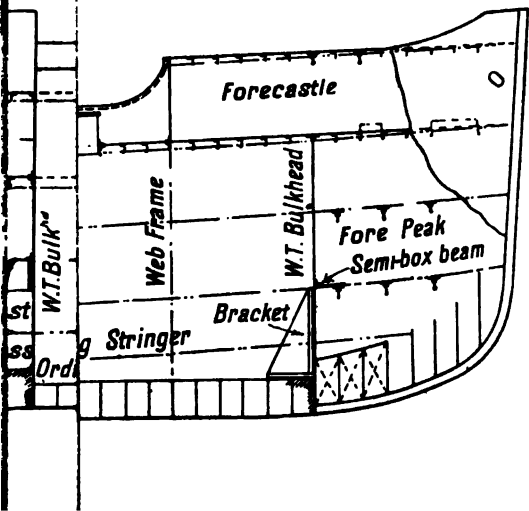 Forecastle
W.T.Bulkhd
Web Frame
W.T. Bulkhead
Fore Peak
Semi-box beam
Bracket
st
g Stringer
ss
Ordi